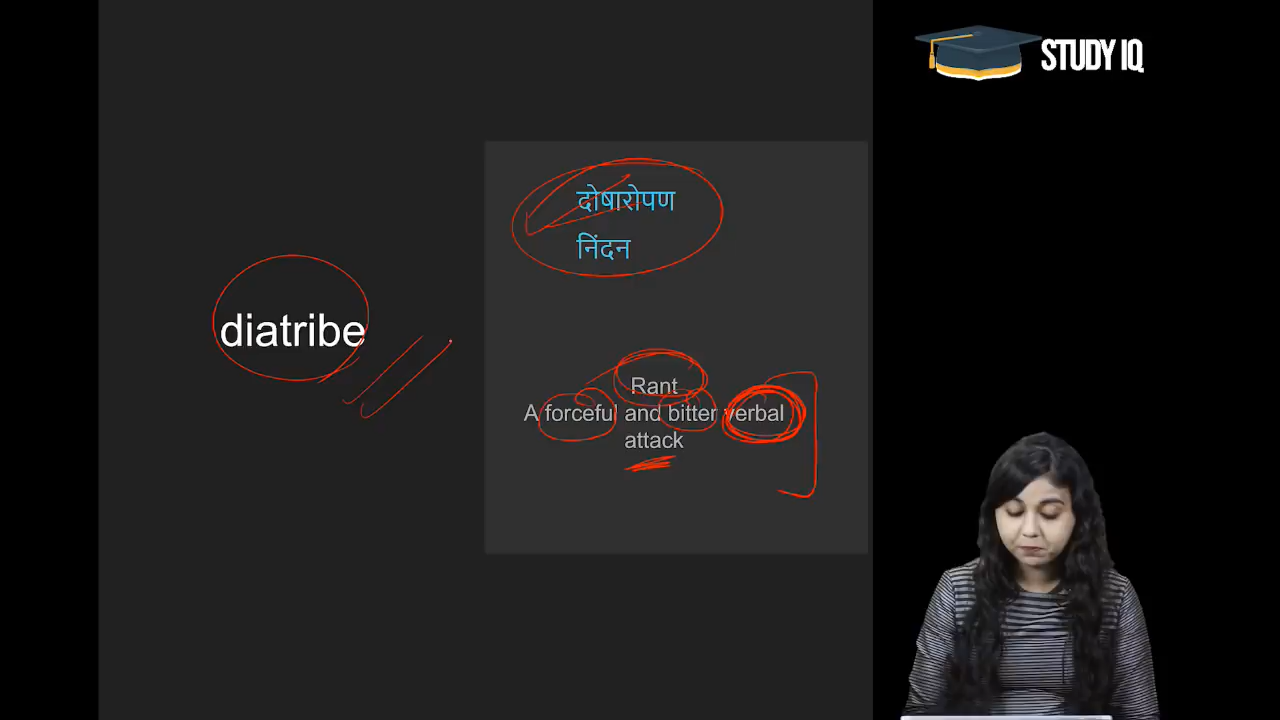 STUDY IQ
दोषारोपण
निंदन
diatribe
Rant
A forceful and bitter verbal
attack